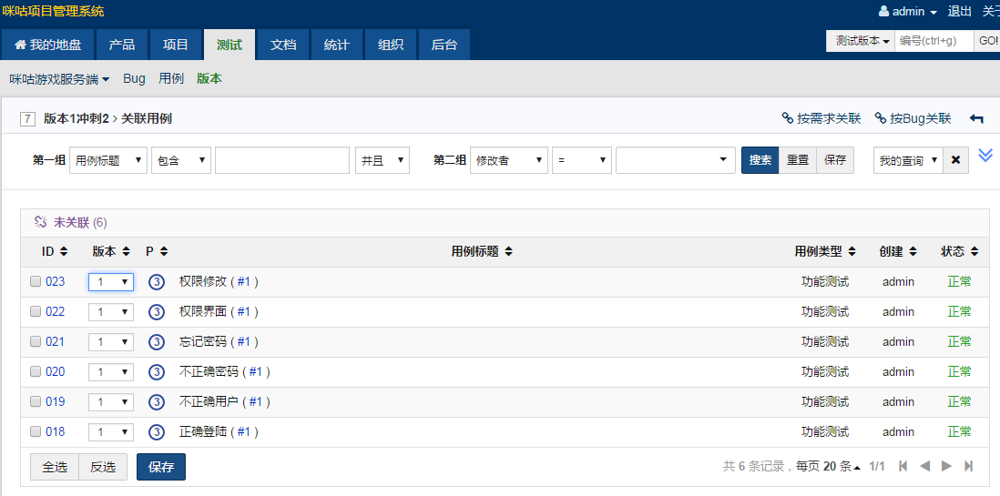 咪咕项目管理系统 admin 退出 关于
我的地盘 产品 项目 测试 文档 统计 组织 后台 测试版本 编号(ctrl+g) GO!
咪咕游戏服务端 Bug 用例 版本
7 版本1冲刺2 > 关联用例 按需求关联 按Bug关联
第一组 用例标题 包含 并且 第二组 修改者 = 搜索 重置 保存 我的查询
未关联 (6)
ID 版本 P 用例标题 用例类型 创建 状态
023 1 3 权限修改 ( #1 ) 功能测试 admin 正常
022 1 3 权限界面 ( #1 ) 功能测试 admin 正常
021 1 3 忘记密码 ( #1 ) 功能测试 admin 正常
020 1 3 不正确密码 ( #1 ) 功能测试 admin 正常
019 1 3 不正确用户 ( #1 ) 功能测试 admin 正常
018 1 3 正确登陆 ( #1 ) 功能测试 admin 正常
全选 反选 保存 共 6 条记录，每页 20 条 1/1